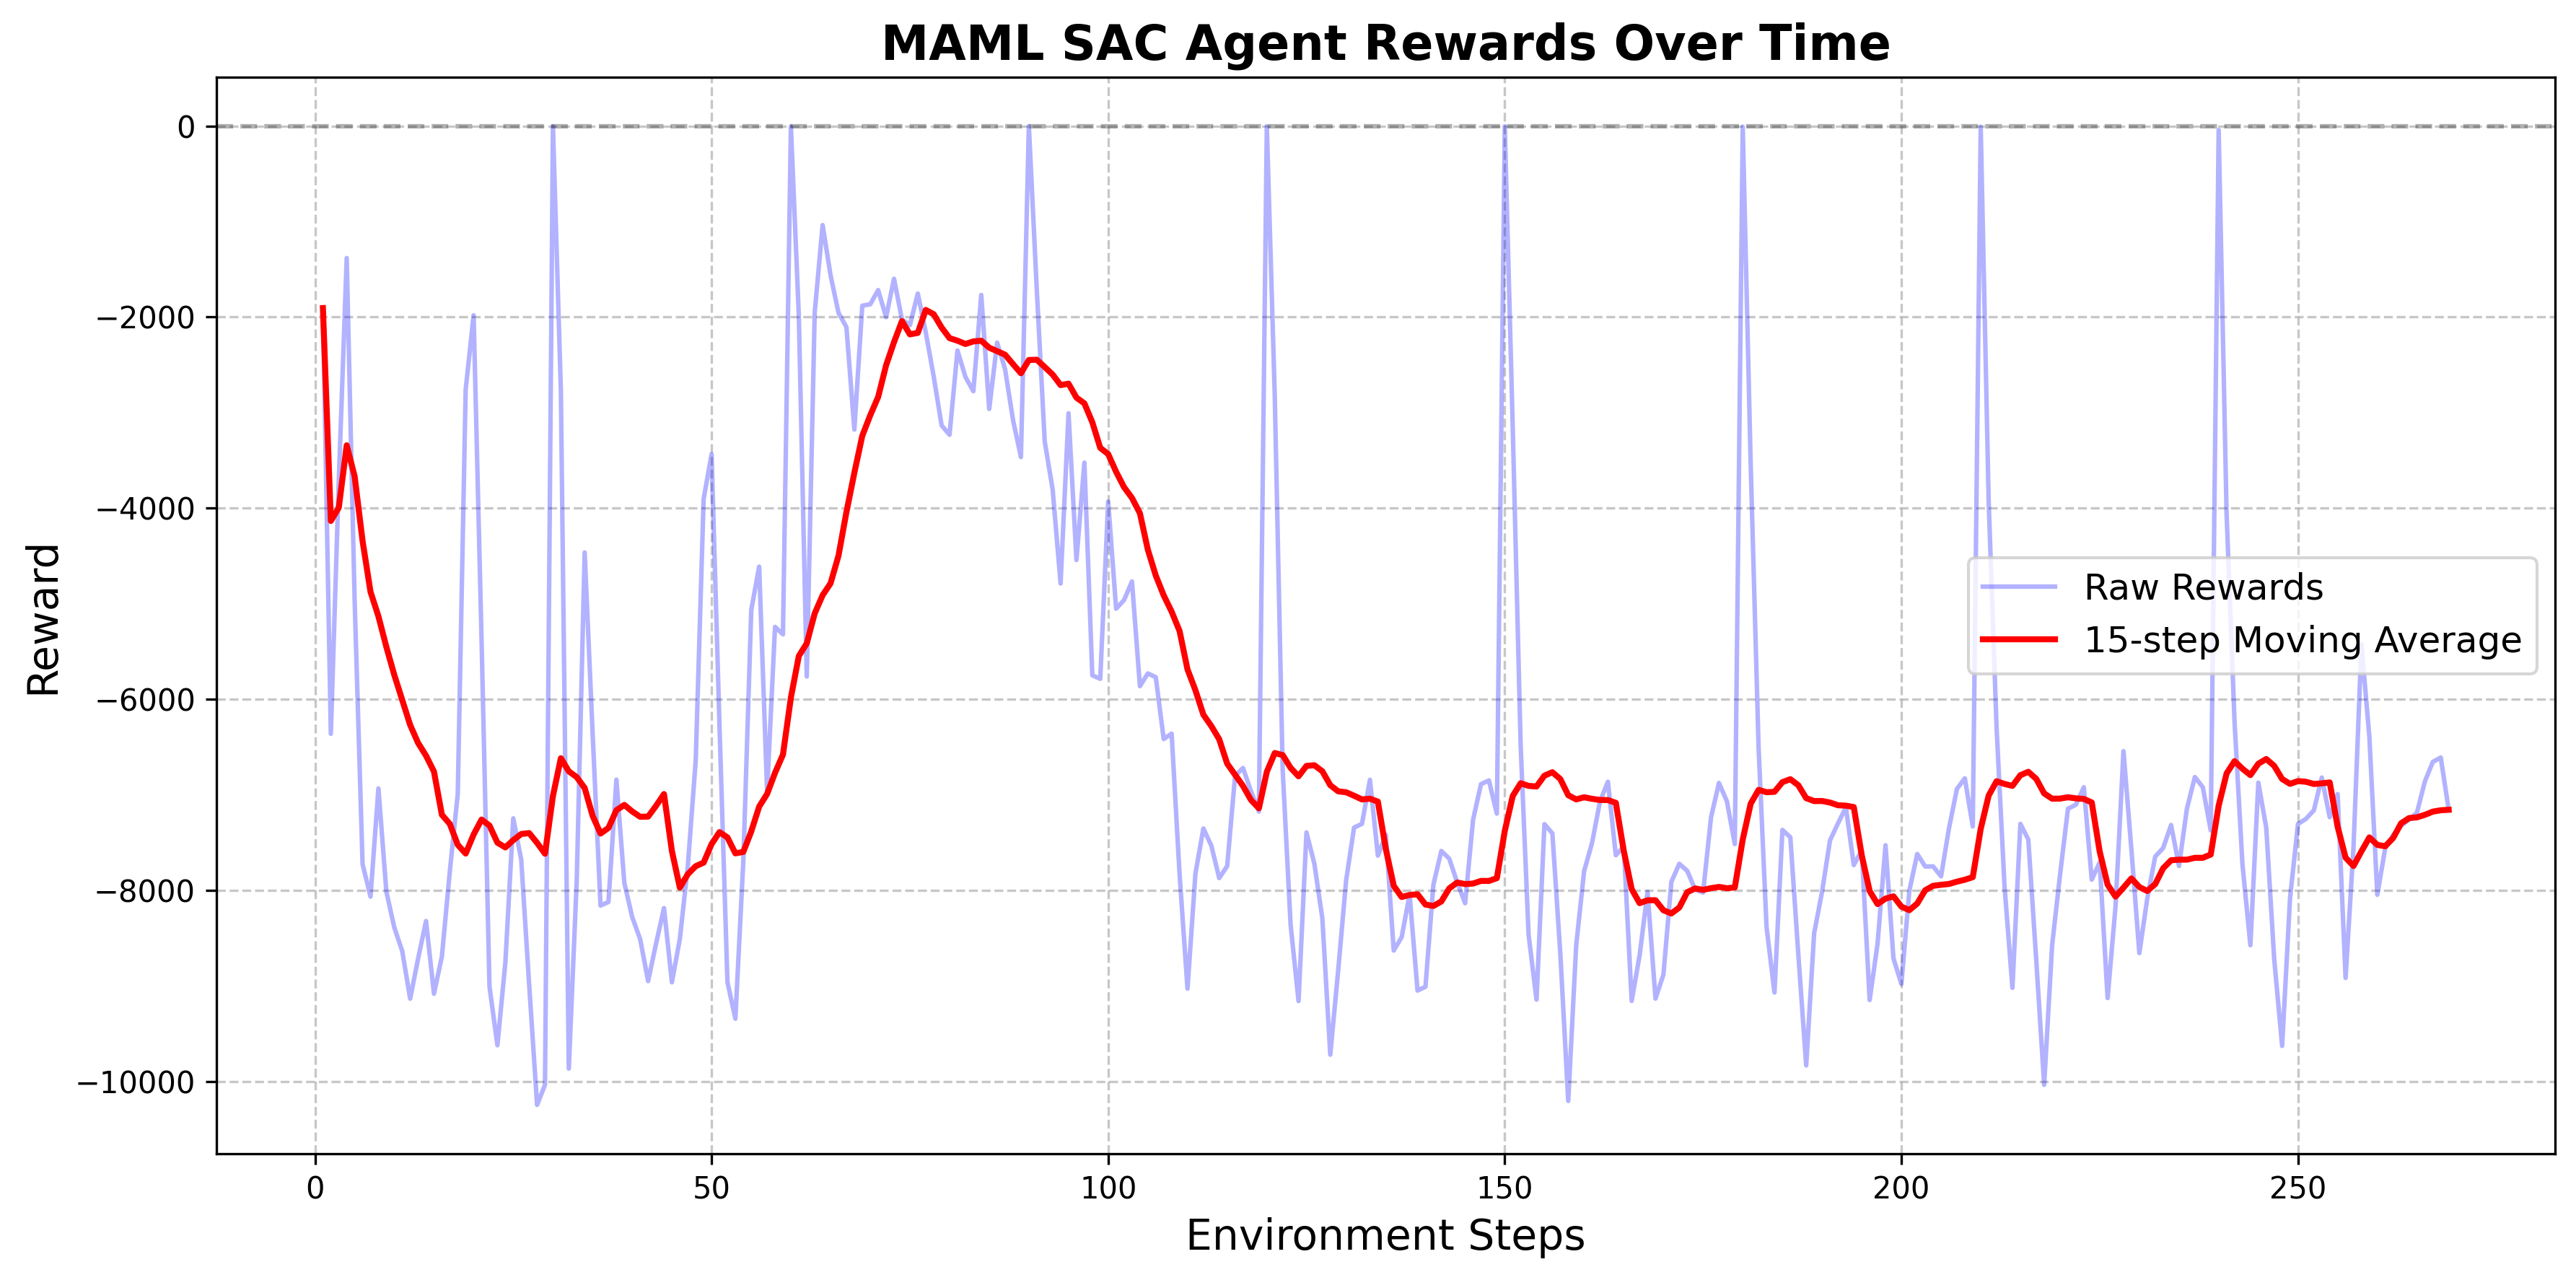 MAML SAC Agent Rewards Over Time
Reward
0
−2000
−4000
−6000
−8000
−10000
Raw Rewards
15-step Moving Average
0 50 100 150 200 250
Environment Steps